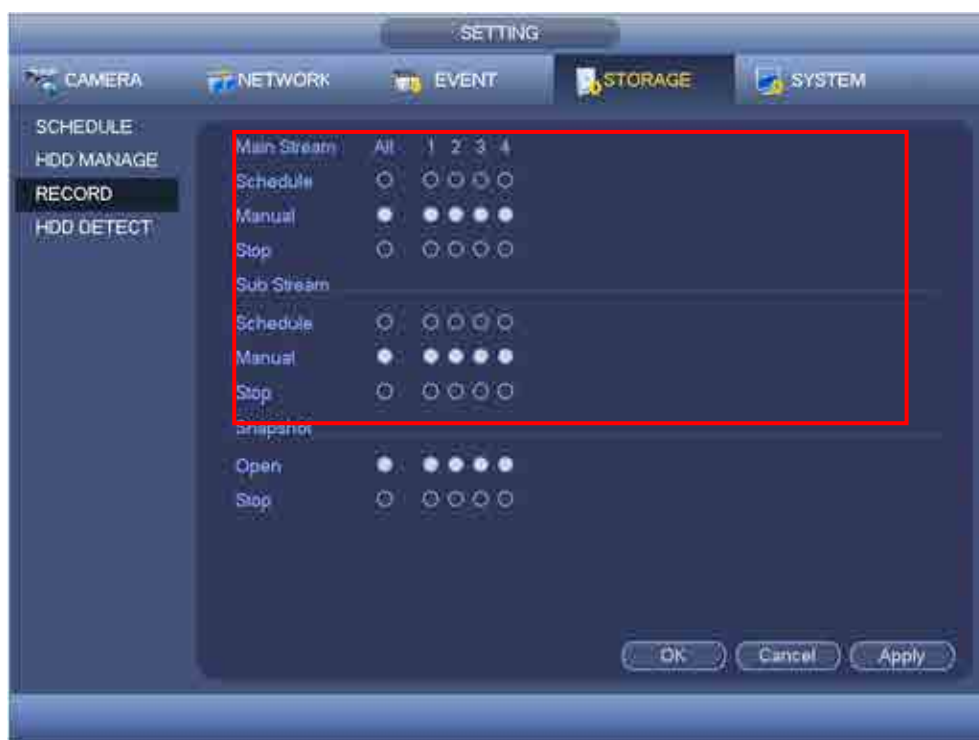 SETTING
CAMERA NETWORK EVENT STORAGE SYSTEM
SCHEDULE
HDD MANAGE
RECORD
HDD DETECT
Main Stream All 1 2 3 4
Schedule
Manual
Stop
Sub Stream
Schedule
Manual
Stop
Snapshot
Open
Stop
OK Cancel Apply